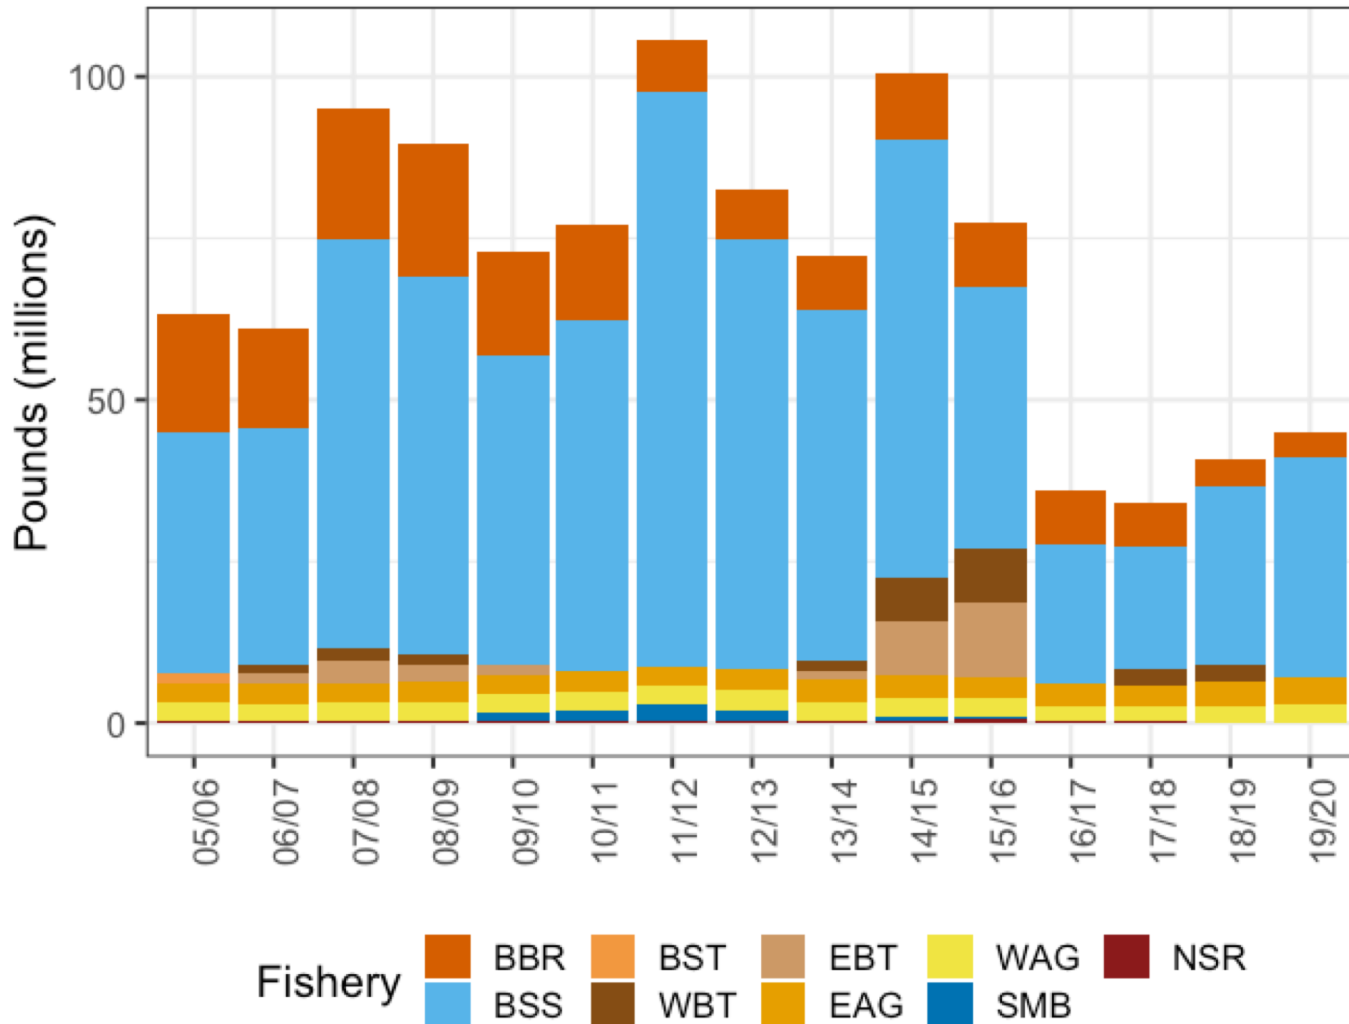 Pounds (millions)
100
50
0
05/06 06/07 07/08 08/09 09/10 10/11 11/12 12/13 13/14 14/15 15/16 16/17 17/18 18/19 19/20
Fishery
BBR BST EBT WAG NSR
BSS WBT EAG SMB